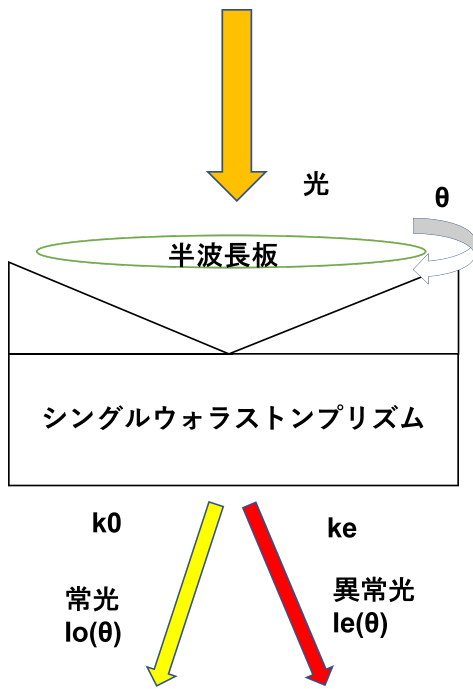 光
θ
半波長板
シングルウォラストンプリズム
k0
ke
常光
Io(θ)
異常光
Ie(θ)